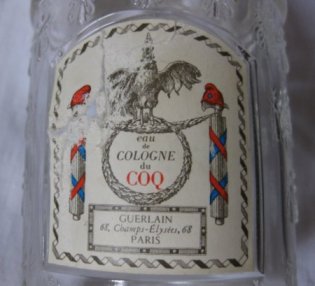 eau
de
COLOGNE
du
COQ
GUERLAIN
68, Champs-Elysées, 68
PARIS